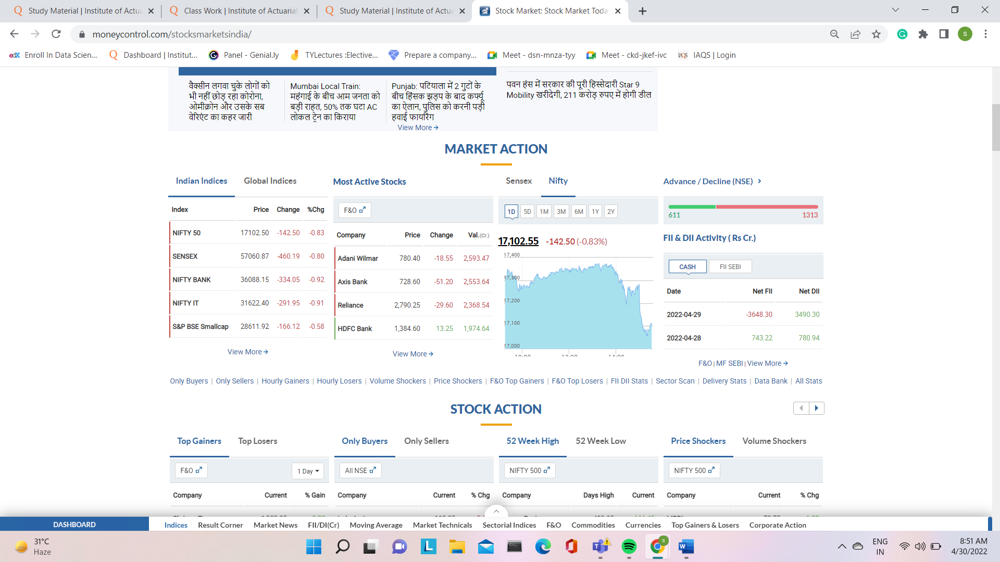 Study Material | Institute of Actua
Class Work | Institute of Actuarial
Study Material | Institute of Actua
Stock Market: Stock Market Toda
moneycontrol.com/stocksmarketsindia/
S
edX Enroll In Data Scien...
Dashboard | Institut...
Panel - Genial.ly
TYLectures :Elective...
Prepare a company...
Meet - dsn-mnza-tyy
Meet - ckd-jkef-ivc
IAQS IAQS | Login
वैक्सीन लगवा चुके लोगों को
भी नहीं छोड़ रहा कोरोना,
ओमीक्रोन और उसके सब
वेरिएंट का कहर जारी
Mumbai Local Train:
महंगाई के बीच आम जनता को
बड़ी राहत, 50% तक घटा AC
लोकल ट्रेन का किराया
Punjab: पटियाला में 2 गुटों के
बीच हिंसक झड़प के बाद कर्फ्यू
का ऐलान, पुलिस को करनी पड़ी
हवाई फायरिंग
पवन हंस में सरकार की पूरी हिस्सेदारी Star 9
Mobility खरीदेगी, 211 करोड़ रुपए में होगी डील
View More
MARKET ACTION
Indian Indices Global Indices
Index Price Change %Chg
NIFTY 50 17102.50 -142.50 -0.83
SENSEX 57060.87 -460.19 -0.80
NIFTY BANK 36088.15 -334.05 -0.92
NIFTY IT 31622.40 -291.95 -0.91
S&P BSE Smallcap 28611.92 -166.12 -0.58
View More
Most Active Stocks
F&O
Company Price Change Val.(Cr.)
Adani Wilmar 780.40 -18.55 2,593.47
Axis Bank 728.60 -51.20 2,553.64
Reliance 2,790.25 -29.60 2,368.54
HDFC Bank 1,384.60 13.25 1,974.64
View More
Sensex Nifty
1D 5D 1M 3M 6M 1Y 2Y
17,102.55 -142.50 (-0.83%)
17,400
17,300
17,200
17,100
17,000
Advance / Decline (NSE)
611 1313
FII & DII Activity ( Rs Cr.)
CASH FII SEBI
Date Net FII Net DII
2022-04-29 -3648.30 3490.30
2022-04-28 743.22 780.94
F&O | MF SEBI | View More
Only Buyers | Only Sellers | Hourly Gainers | Hourly Losers | Volume Shockers | Price Shockers | F&O Top Gainers | F&O Top Losers | FII DII Stats | Sector Scan | Delivery Stats | Data Bank | All Stats
STOCK ACTION
Top Gainers Top Losers
F&O 1 Day
Company Current % Gain
Only Buyers Only Sellers
All NSE
Company Current % Chg
52 Week High 52 Week Low
NIFTY 500
Company Days High Current
Price Shockers Volume Shockers
NIFTY 500
Company Current % Chg
DASHBOARD Indices Result Corner Market News FII/DI(Cr) Moving Average Market Technicals Sectorial Indices F&O Commodities Currencies Top Gainers & Losers Corporate Action
31°C
Haze
ENG
IN
8:51 AM
4/30/2022